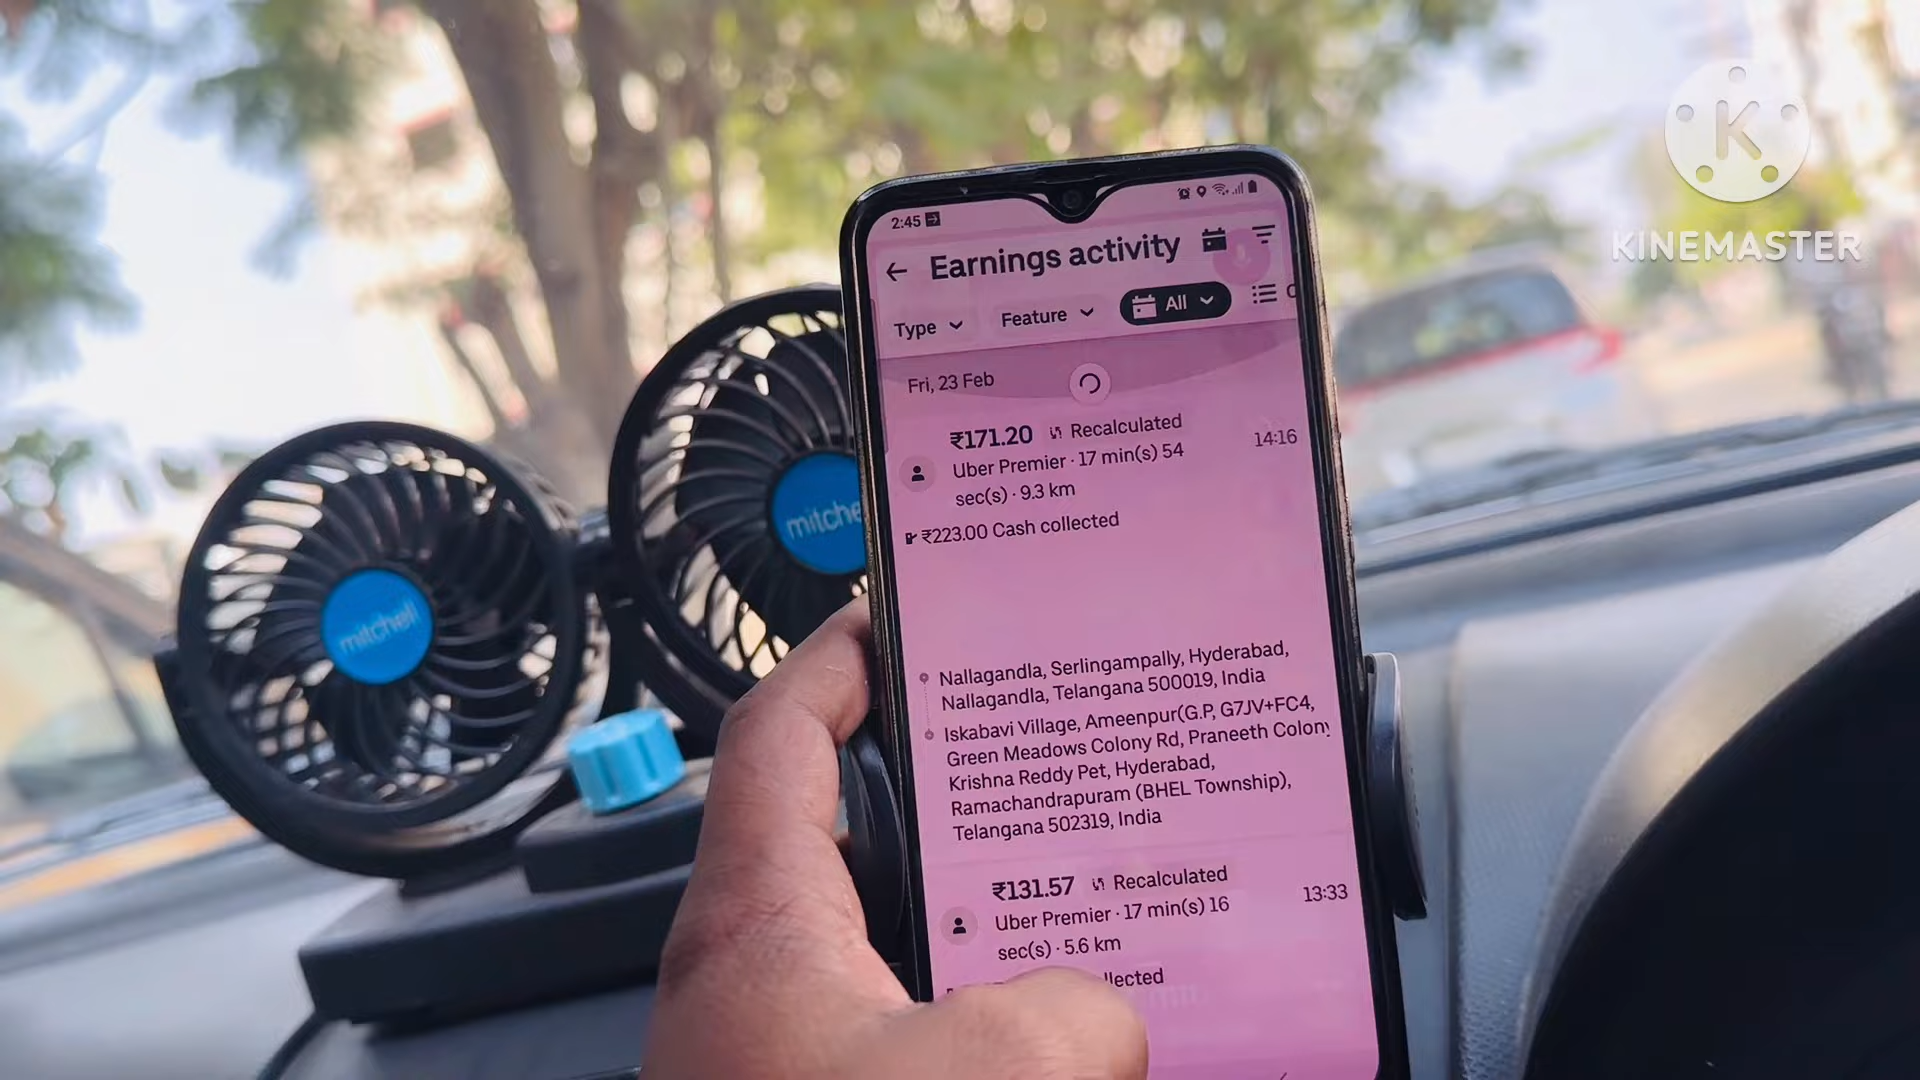 KINEMASTER
2:45
Earnings activity
Type
Feature
All
Fri, 23 Feb
₹171.20 Recalculated
14:16
Uber Premier · 17 min(s) 54
sec(s) · 9.3 km
₹223.00 Cash collected
Nallagandla, Serlingampally, Hyderabad,
Nallagandla, Telangana 500019, India
Iskabavi Village, Ameenpur(G.P, G7JV+FC4,
Green Meadows Colony Rd, Praneeth Colony
Krishna Reddy Pet, Hyderabad,
Ramachandrapuram (BHEL Township),
Telangana 502319, India
₹131.57 Recalculated
13:33
Uber Premier · 17 min(s) 16
sec(s) · 5.6 km
mitchell